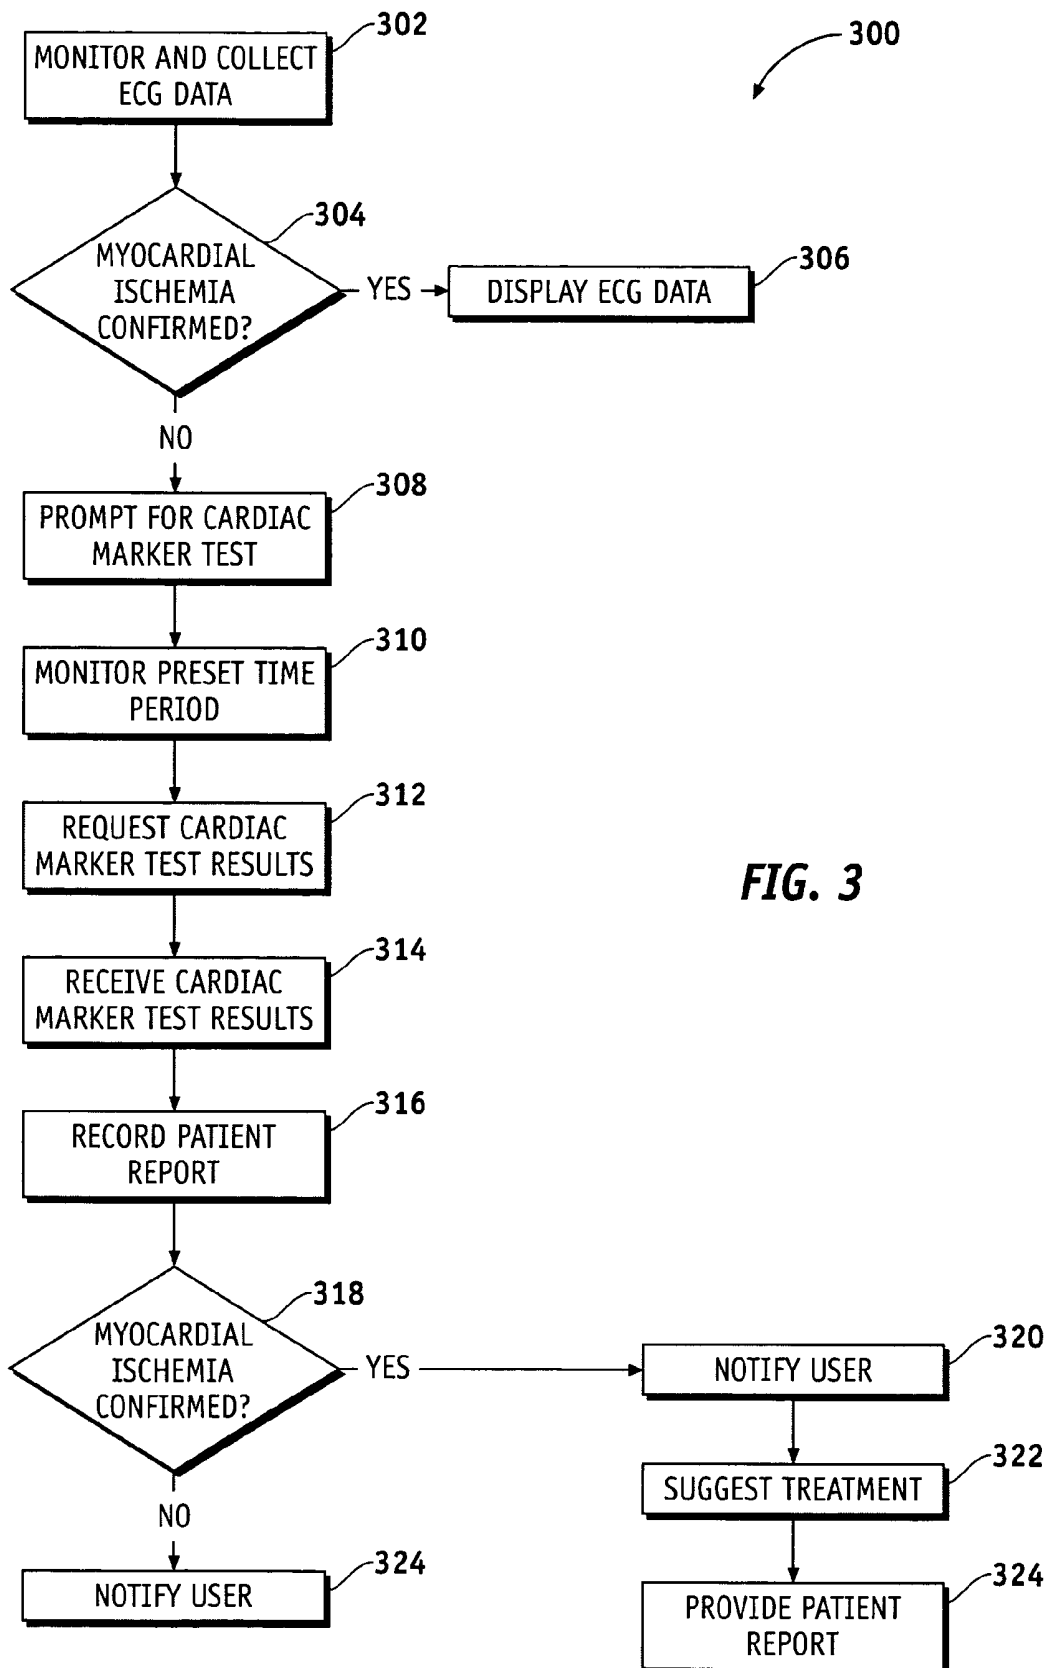 302
MONITOR AND COLLECT
ECG DATA
300
304
MYOCARDIAL
ISCHEMIA
CONFIRMED?
YES
306
DISPLAY ECG DATA
NO
308
PROMPT FOR CARDIAC
MARKER TEST
310
MONITOR PRESET TIME
PERIOD
312
REQUEST CARDIAC
MARKER TEST RESULTS
FIG. 3
314
RECEIVE CARDIAC
MARKER TEST RESULTS
316
RECORD PATIENT
REPORT
318
MYOCARDIAL
ISCHEMIA
CONFIRMED?
YES
320
NOTIFY USER
322
SUGGEST TREATMENT
NO
324
NOTIFY USER
324
PROVIDE PATIENT
REPORT